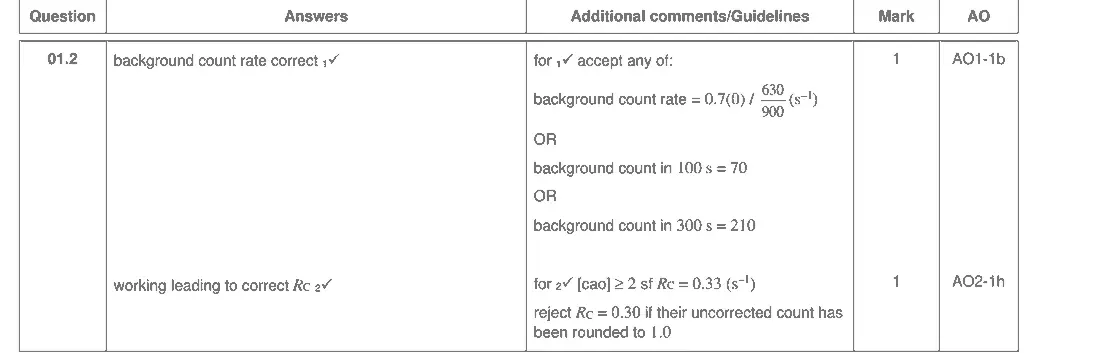 Question Answers Additional comments/Guidelines Mark AO
01.2 background count rate correct ₁✓ for ₁✓ accept any of: 1 AO1-1b
background count rate = 0.7(0) / 630/900 (s⁻¹)
OR
background count in 100 s = 70
OR
background count in 300 s = 210
working leading to correct Rc ₂✓ for ₂✓ [cao] ≥ 2 sf Rc = 0.33 (s⁻¹) 1 AO2-1h
reject Rc = 0.30 if their uncorrected count has
been rounded to 1.0